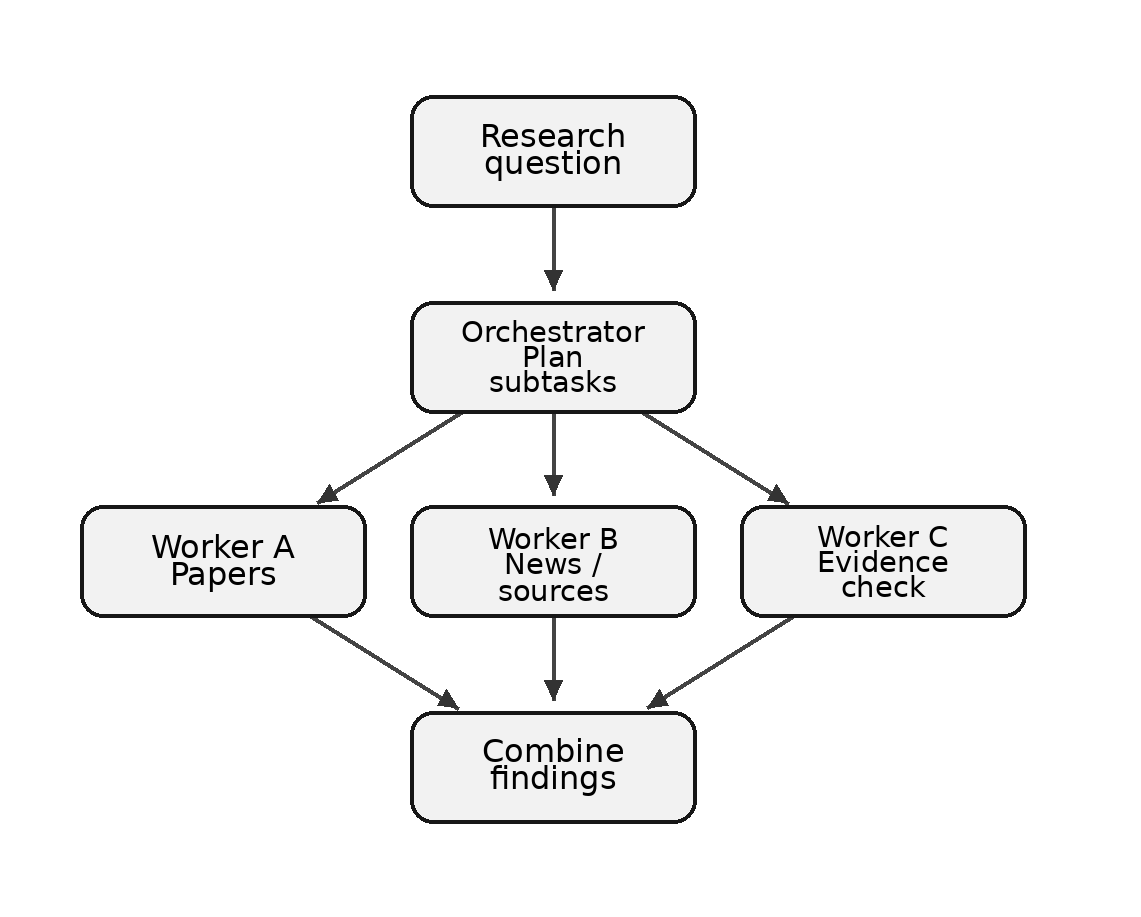 Research
question
Orchestrator
Plan
subtasks
Worker A
Papers
Worker B
News /
sources
Worker C
Evidence
check
Combine
findings